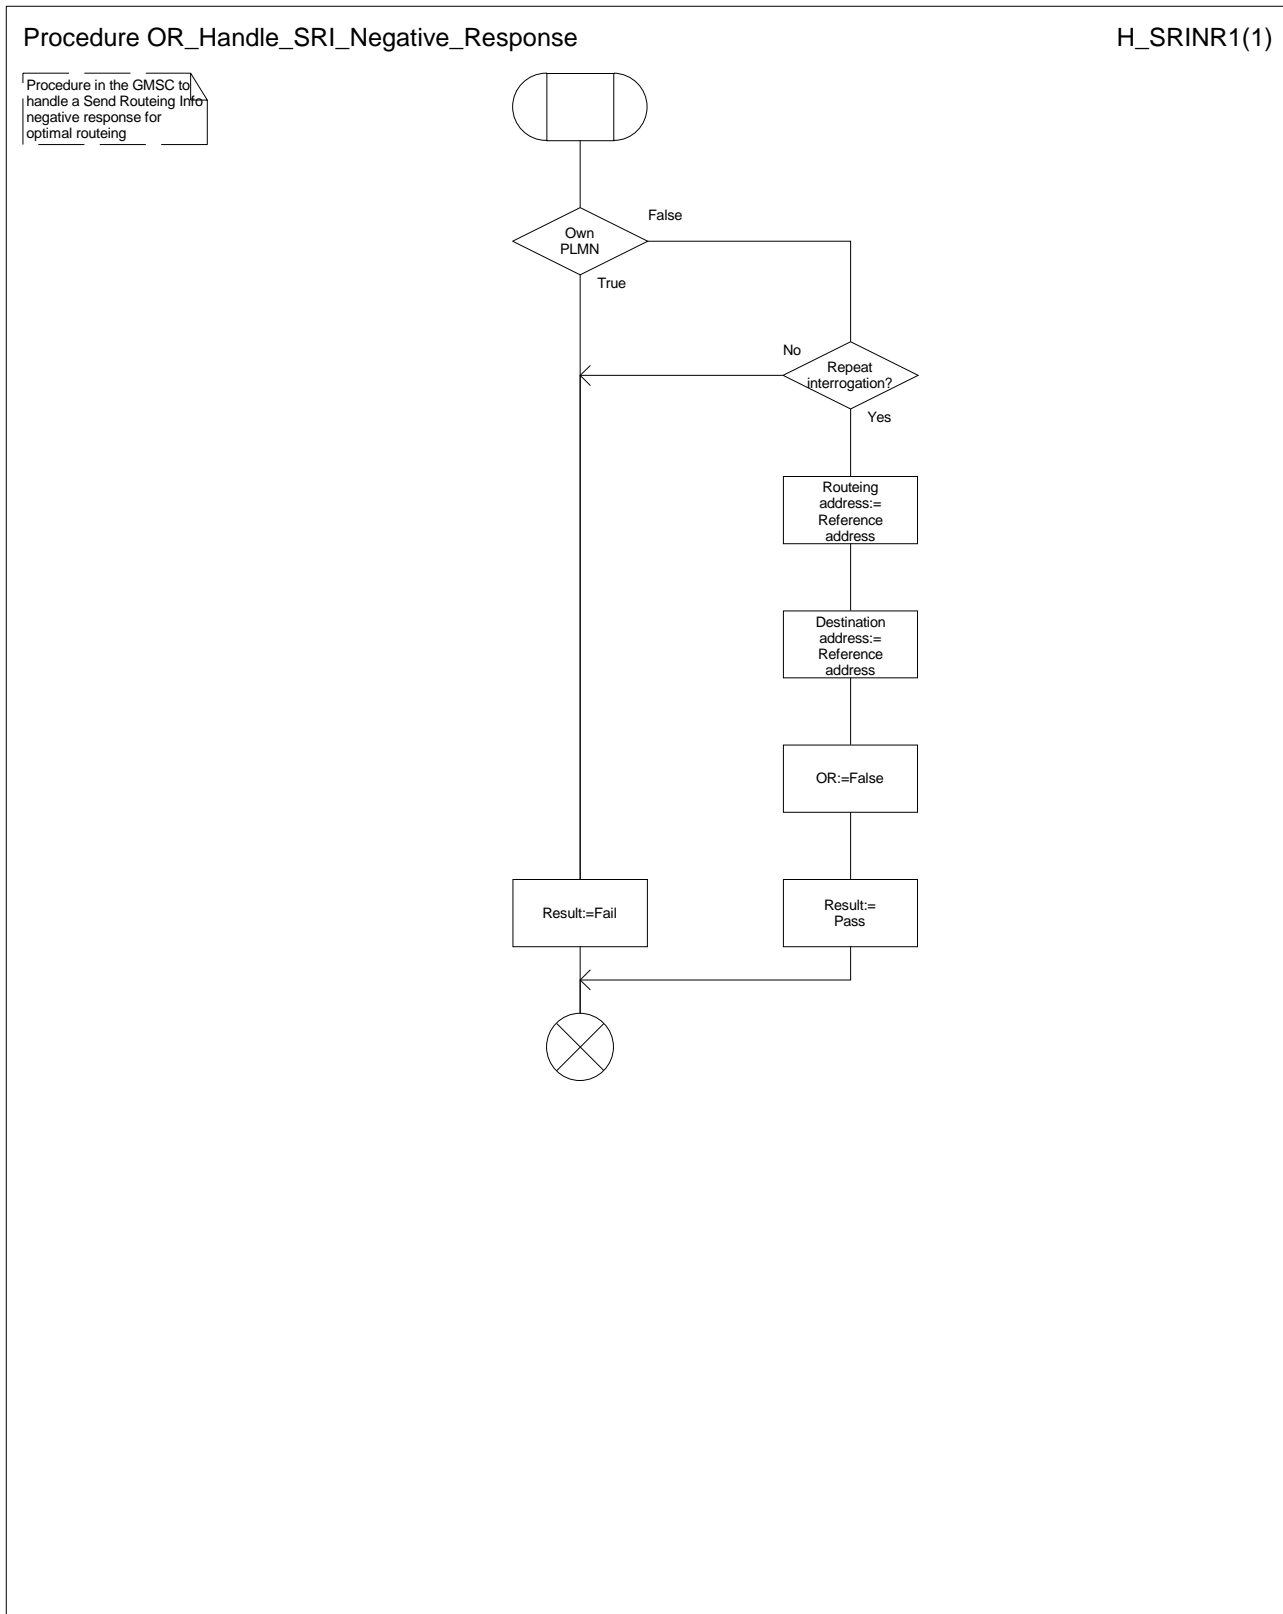 Procedure OR_Handle_SRI_Negative_Response
H_SRINR1(1)
Procedure in the GMSC to
handle a Send Routeing Info
negative response for
optimal routeing
False
Own
PLMN
True
No
Repeat
interrogation?
Yes
Routeing
address:=
Reference
address
Destination
address:=
Reference
address
OR:=False
Result:=Fail
Result:=
Pass